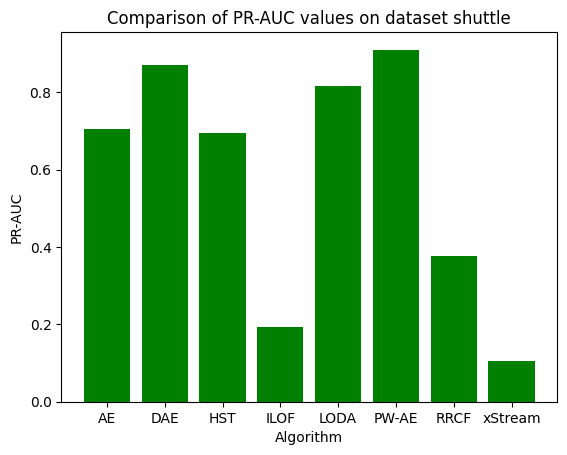 Comparison of PR-AUC values on dataset shuttle
PR-AUC
0.8
0.6
0.4
0.2
0.0
AE DAE HST ILOF LODA PW-AE RRCF xStream
Algorithm